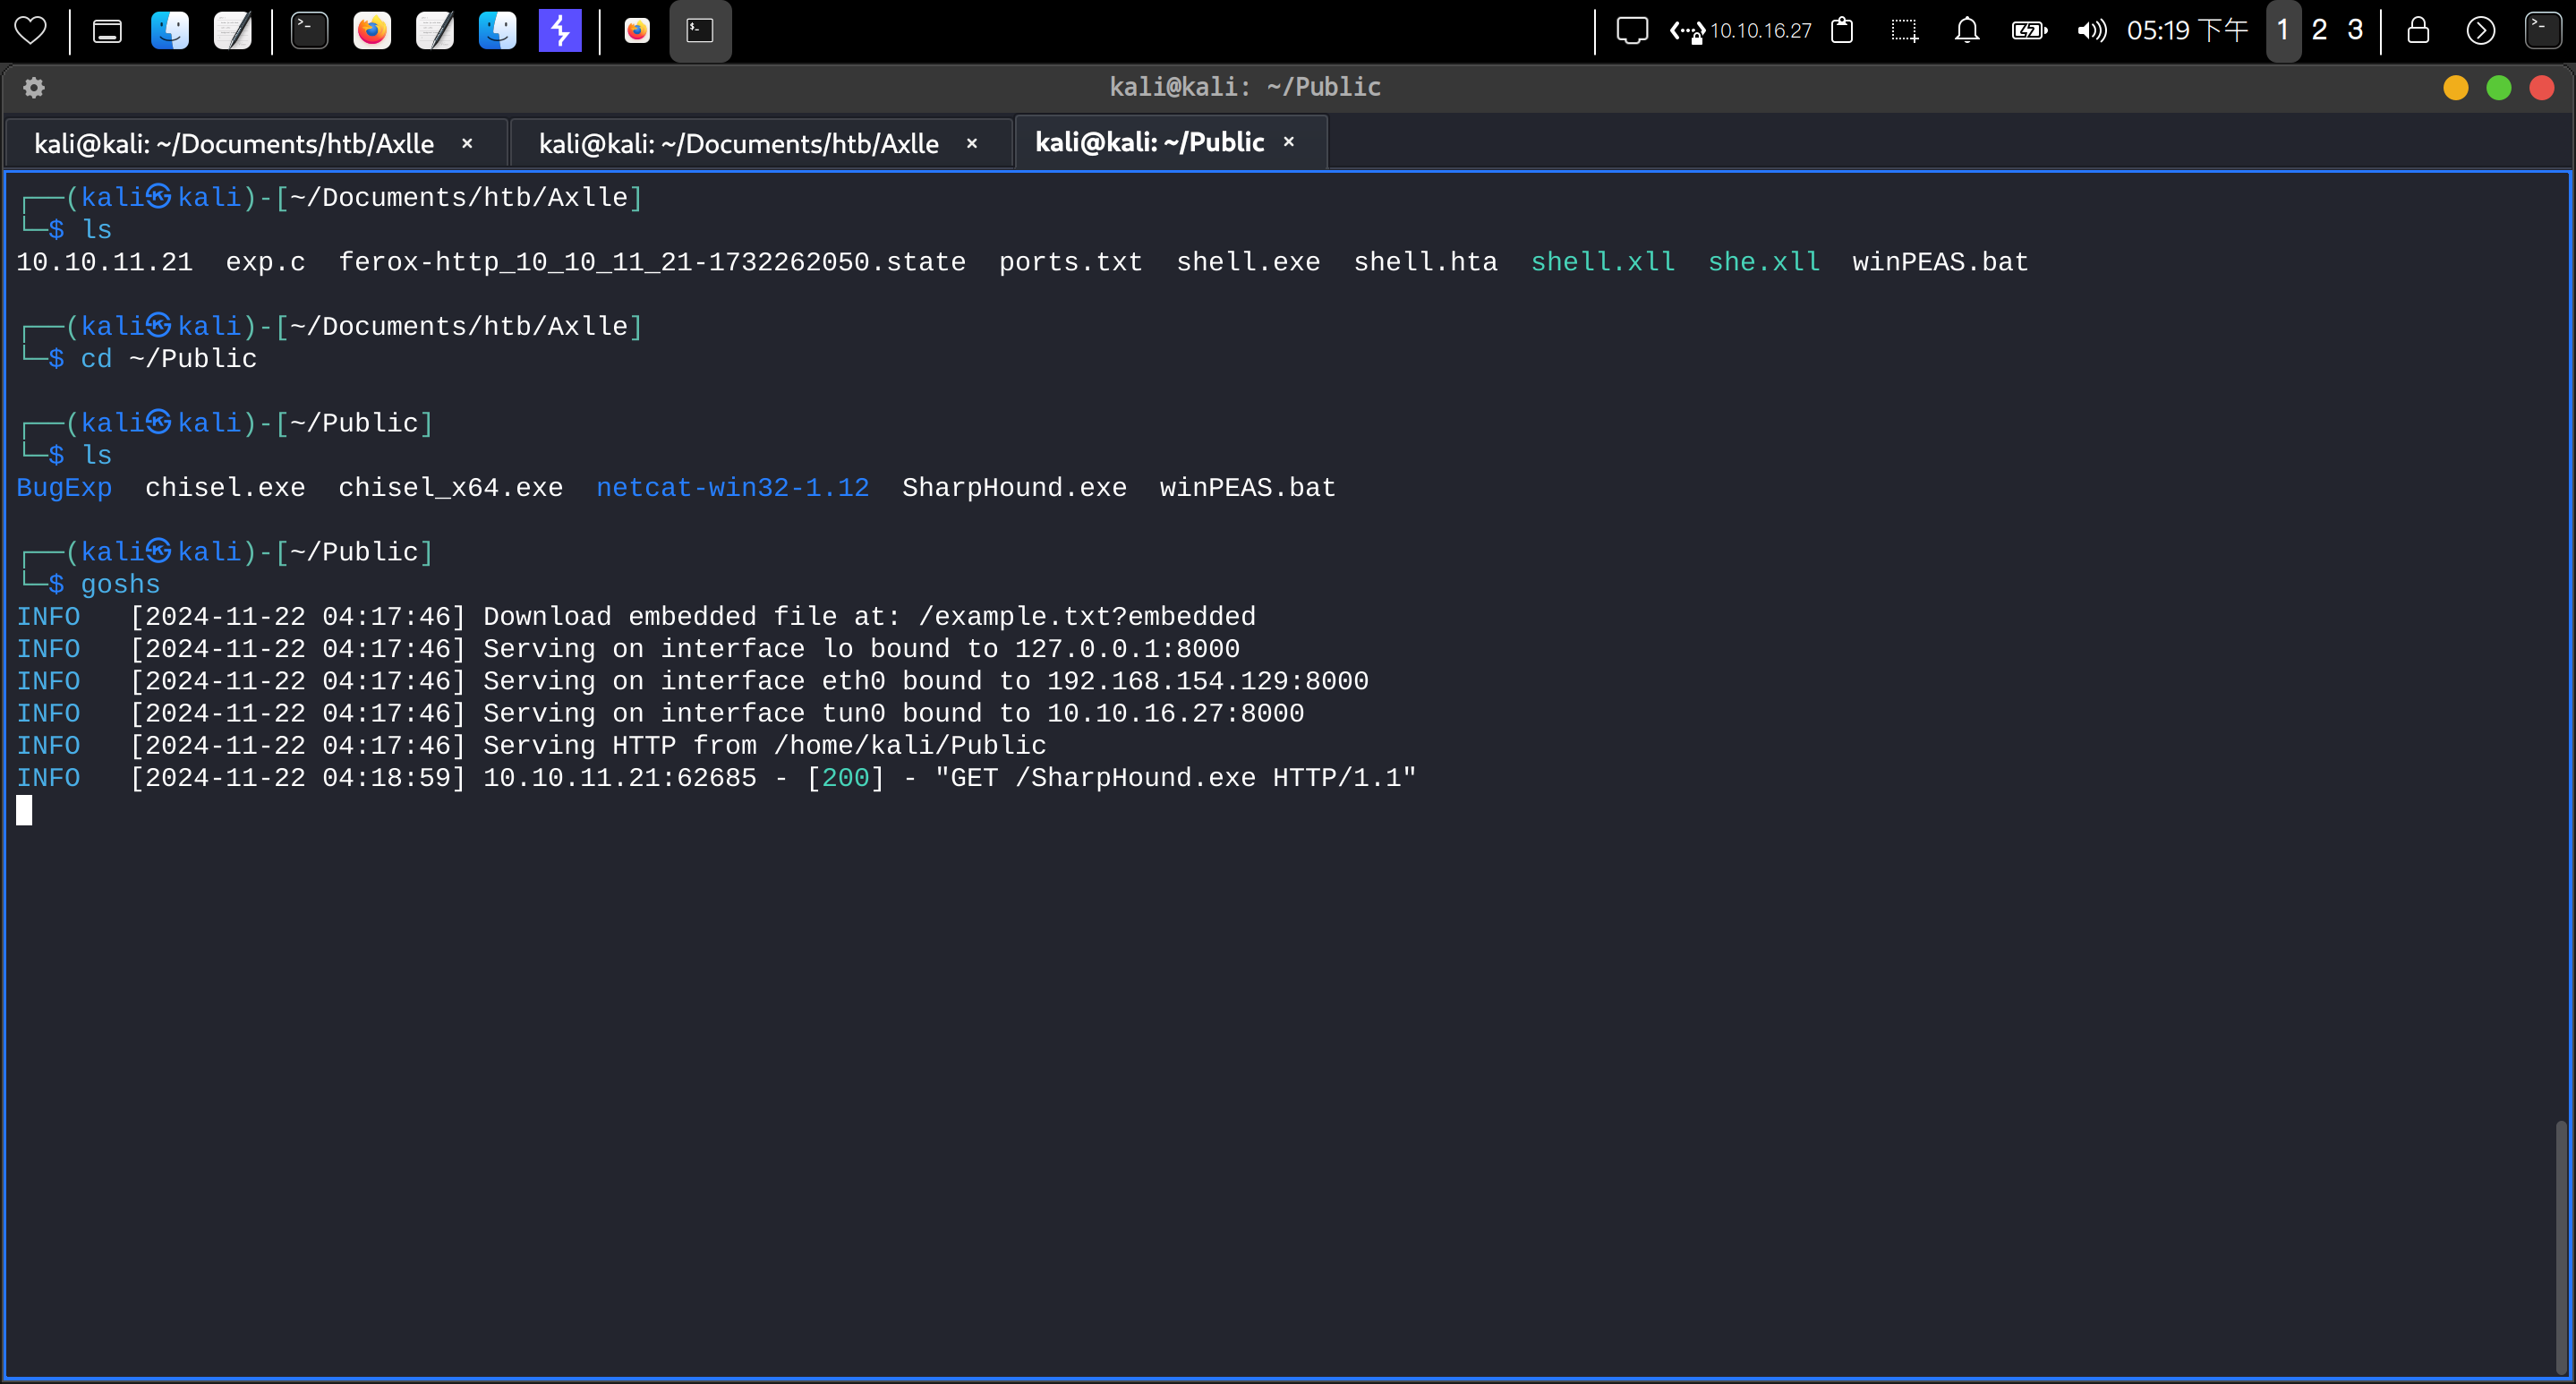 10.10.16.27 05:19 下午 1 2 3
kali@kali: ~/Public
kali@kali: ~/Documents/htb/Axlle × kali@kali: ~/Documents/htb/Axlle × kali@kali: ~/Public ×
┌──(kali㉿kali)-[~/Documents/htb/Axlle]
└─$ ls
10.10.11.21  exp.c  ferox-http_10_10_11_21-1732262050.state  ports.txt  shell.exe  shell.hta  shell.xll  she.xll  winPEAS.bat
┌──(kali㉿kali)-[~/Documents/htb/Axlle]
└─$ cd ~/Public
┌──(kali㉿kali)-[~/Public]
└─$ ls
BugExp  chisel.exe  chisel_x64.exe  netcat-win32-1.12  SharpHound.exe  winPEAS.bat
┌──(kali㉿kali)-[~/Public]
└─$ goshs
INFO   [2024-11-22 04:17:46] Download embedded file at: /example.txt?embedded
INFO   [2024-11-22 04:17:46] Serving on interface lo bound to 127.0.0.1:8000
INFO   [2024-11-22 04:17:46] Serving on interface eth0 bound to 192.168.154.129:8000
INFO   [2024-11-22 04:17:46] Serving on interface tun0 bound to 10.10.16.27:8000
INFO   [2024-11-22 04:17:46] Serving HTTP from /home/kali/Public
INFO   [2024-11-22 04:18:59] 10.10.11.21:62685 - [200] - "GET /SharpHound.exe HTTP/1.1"